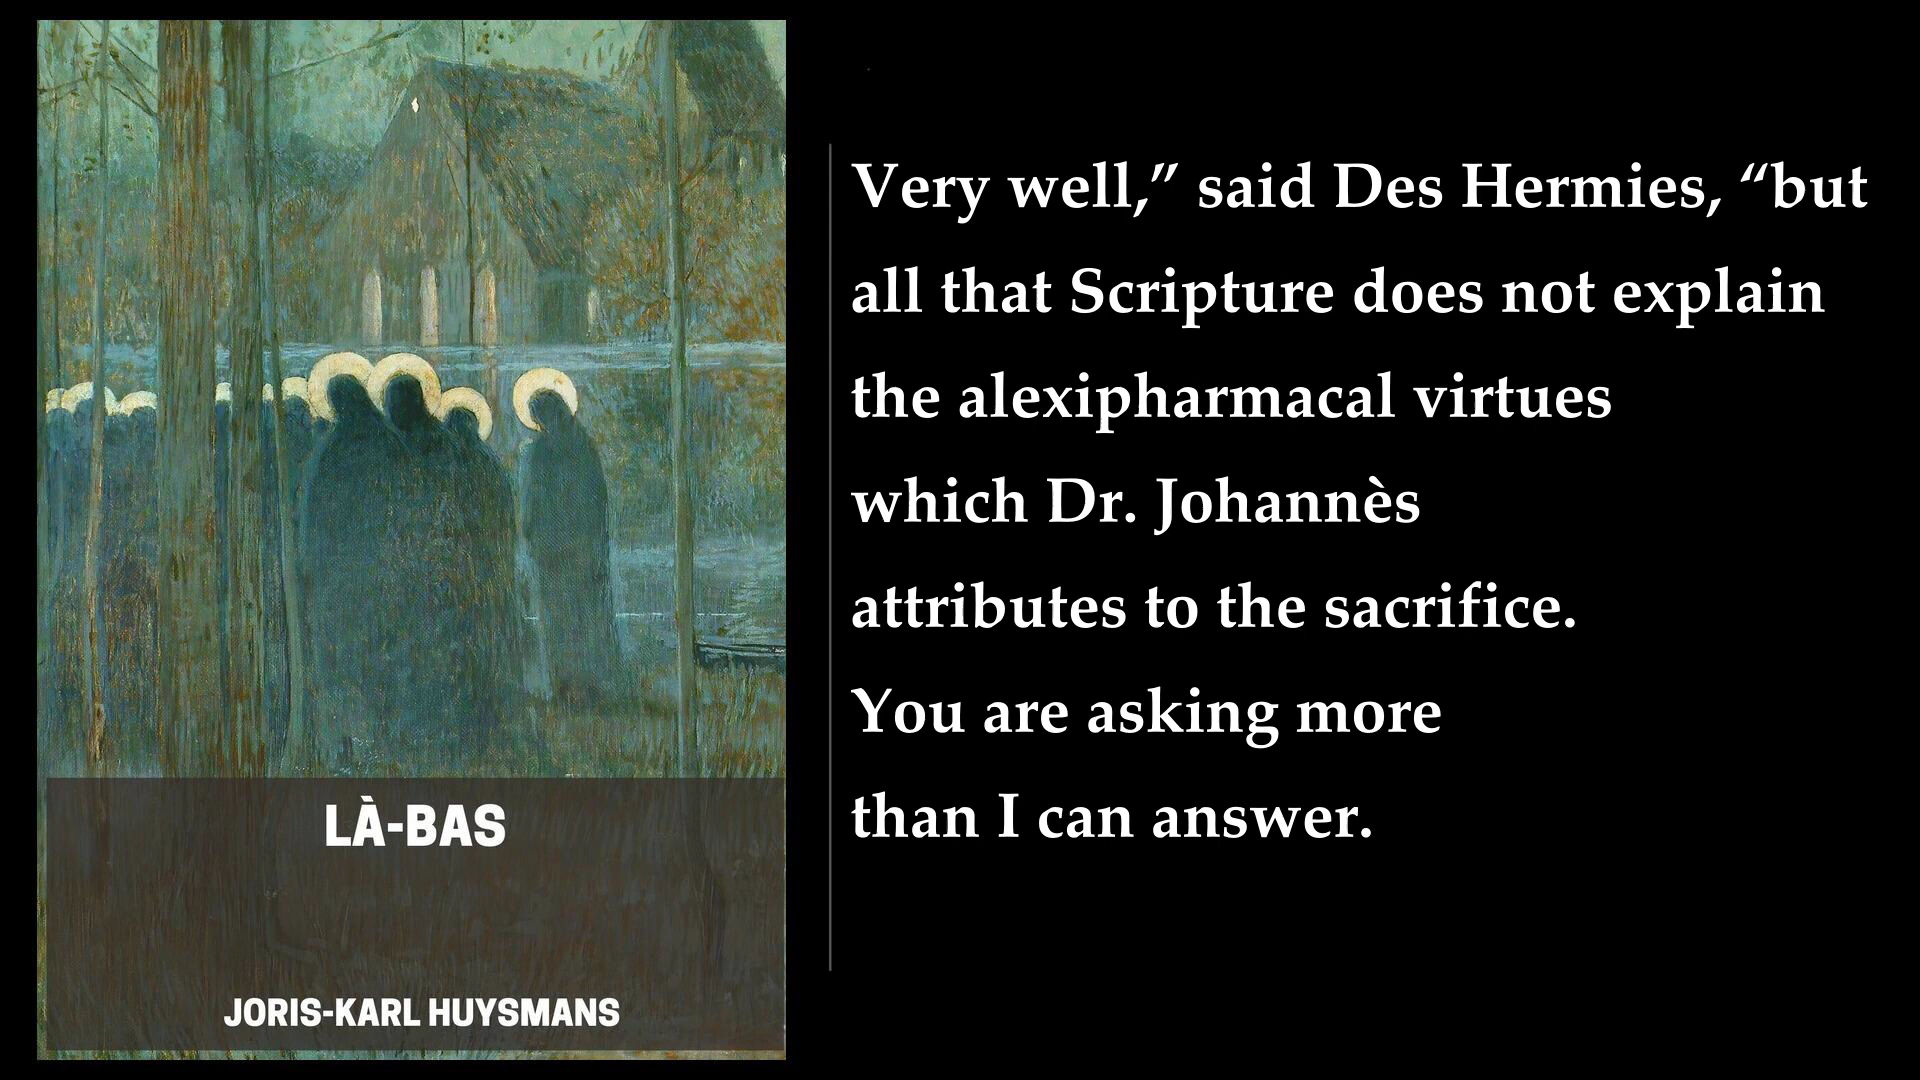 LÀ-BAS
JORIS-KARL HUYSMANS
Very well,” said Des Hermies, “but
all that Scripture does not explain
the alexipharmacal virtues
which Dr. Johannès
attributes to the sacrifice.
You are asking more
than I can answer.